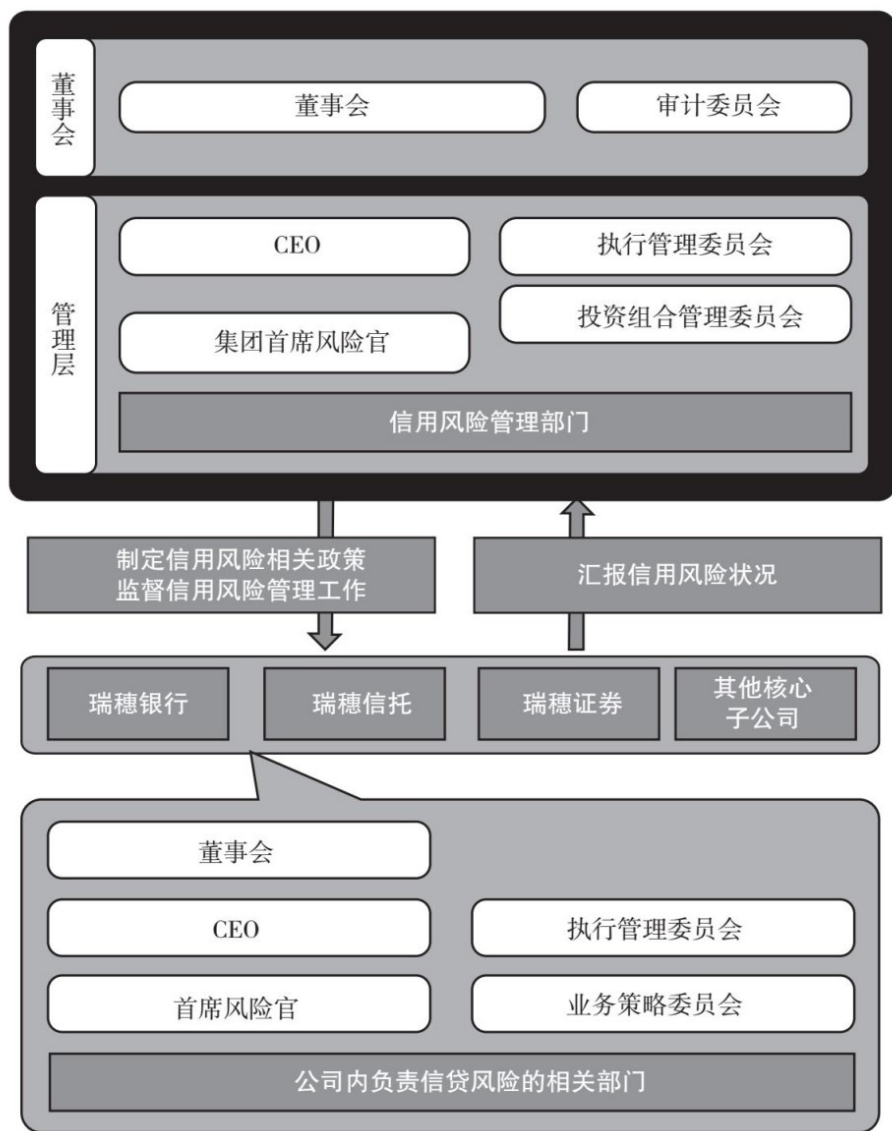 董事会
董事会
审计委员会
管理层
CEO
执行管理委员会
集团首席风险官
投资组合管理委员会
信用风险管理部门
制定信用风险相关政策
监督信用风险管理工作
汇报信用风险状况
瑞穗银行
瑞穗信托
瑞穗证券
其他核心
子公司
董事会
CEO
执行管理委员会
首席风险官
业务策略委员会
公司内负责信贷风险的相关部门